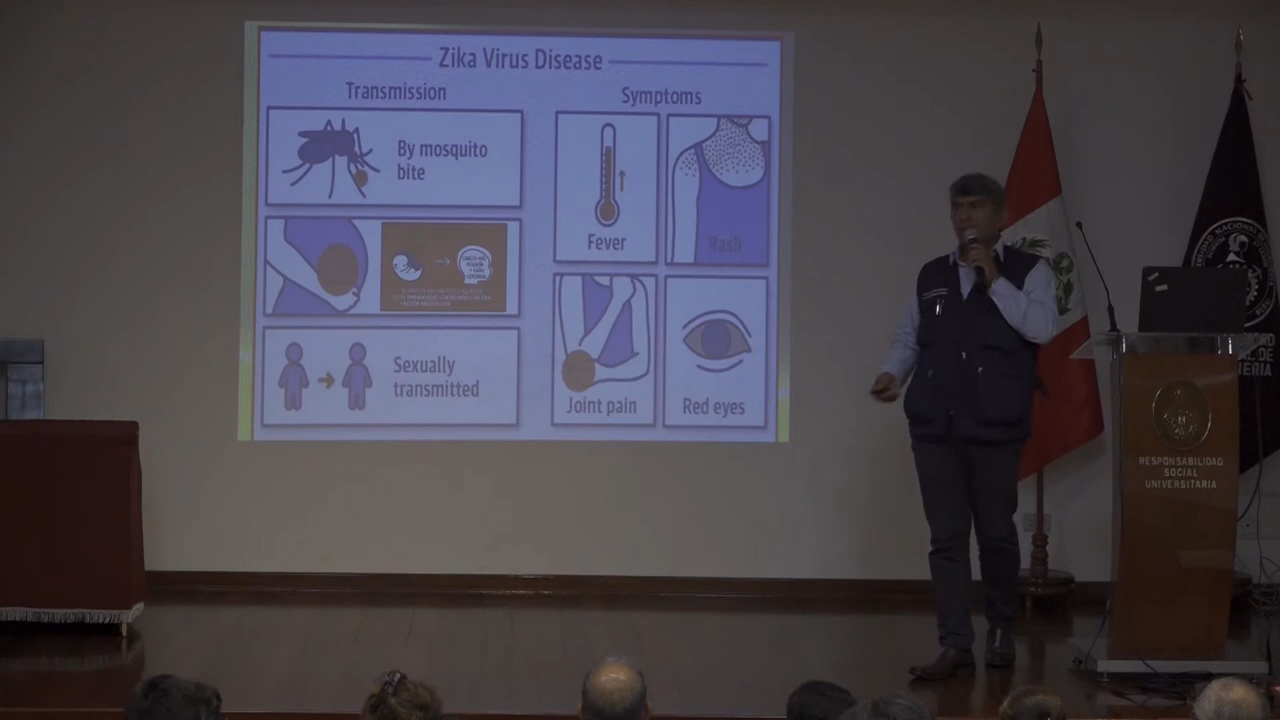 Zika Virus Disease
Transmission
By mosquito
bite
Sexually
transmitted
Symptoms
Fever
Rash
Joint pain
Red eyes
RESPONSABILIDAD
SOCIAL
UNIVERSITARIA